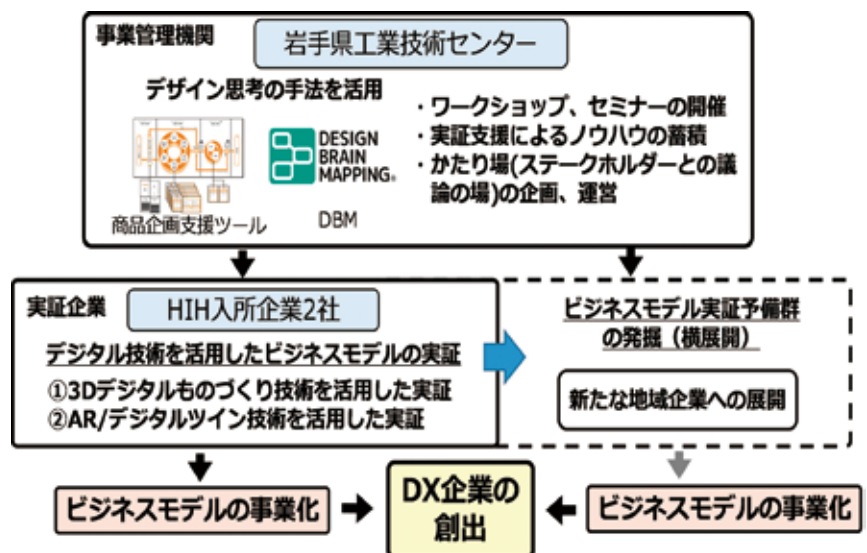 事業管理機関
岩手県工業技術センター
デザイン思考の手法を活用
DESIGN
BRAIN
MAPPING®
商品企画支援ツール
DBM
・ワークショップ、セミナーの開催
・実証支援によるノウハウの蓄積
・かたり場(ステークホルダーとの議
論の場)の企画、運営
実証企業
HIH入所企業2社
デジタル技術を活用したビジネスモデルの実証
①3Dデジタルものづくり技術を活用した実証
②AR/デジタルツイン技術を活用した実証
ビジネスモデル実証予備群
の発掘（横展開）
新たな地域企業への展開
ビジネスモデルの事業化
DX企業の
創出
ビジネスモデルの事業化